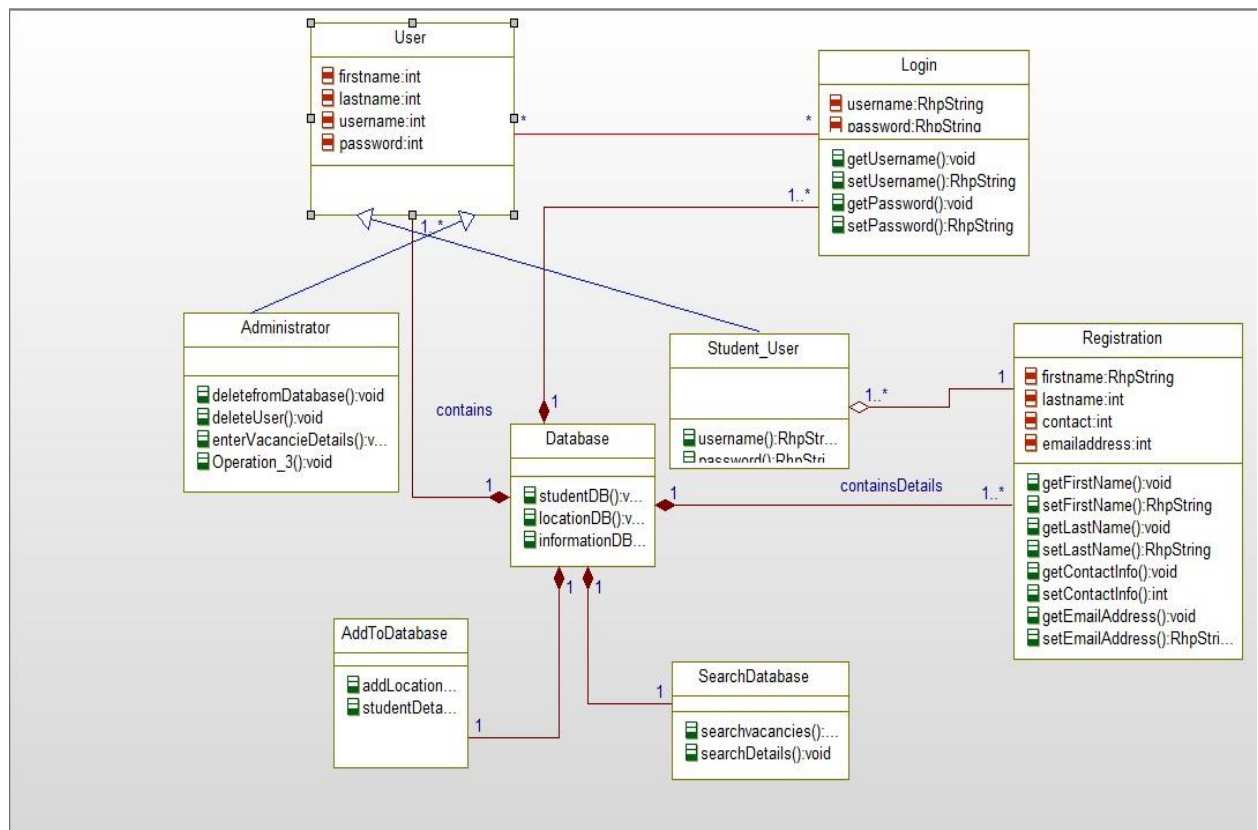 User
firstname:int
lastname:int
username:int
password:int
Login
username:RhpString
password:RhpString
getUsername():void
setUsername():RhpString
getPassword():void
setPassword():RhpString
*
*
1..*
1..*
Administrator
deletefromDatabase():void
deleteUser():void
enterVacancieDetails():v...
Operation_3():void
Student_User
username():RhpStr...
password():RhpStri...
Registration
firstname:RhpString
lastname:int
contact:int
emailaddress:int
getFirstName():void
setFirstName():RhpString
getLastName():void
setLastName():RhpString
getContactInfo():void
setContactInfo():int
getEmailAddress():void
setEmailAddress():RhpStri...
1..*
1
contains
1
1
Database
studentDB():v...
locationDB():v...
informationDB...
1
containsDetails
1..*
1
1
AddToDatabase
addLocation...
studentDeta...
1
SearchDatabase
searchvacancies():...
searchDetails():void
1